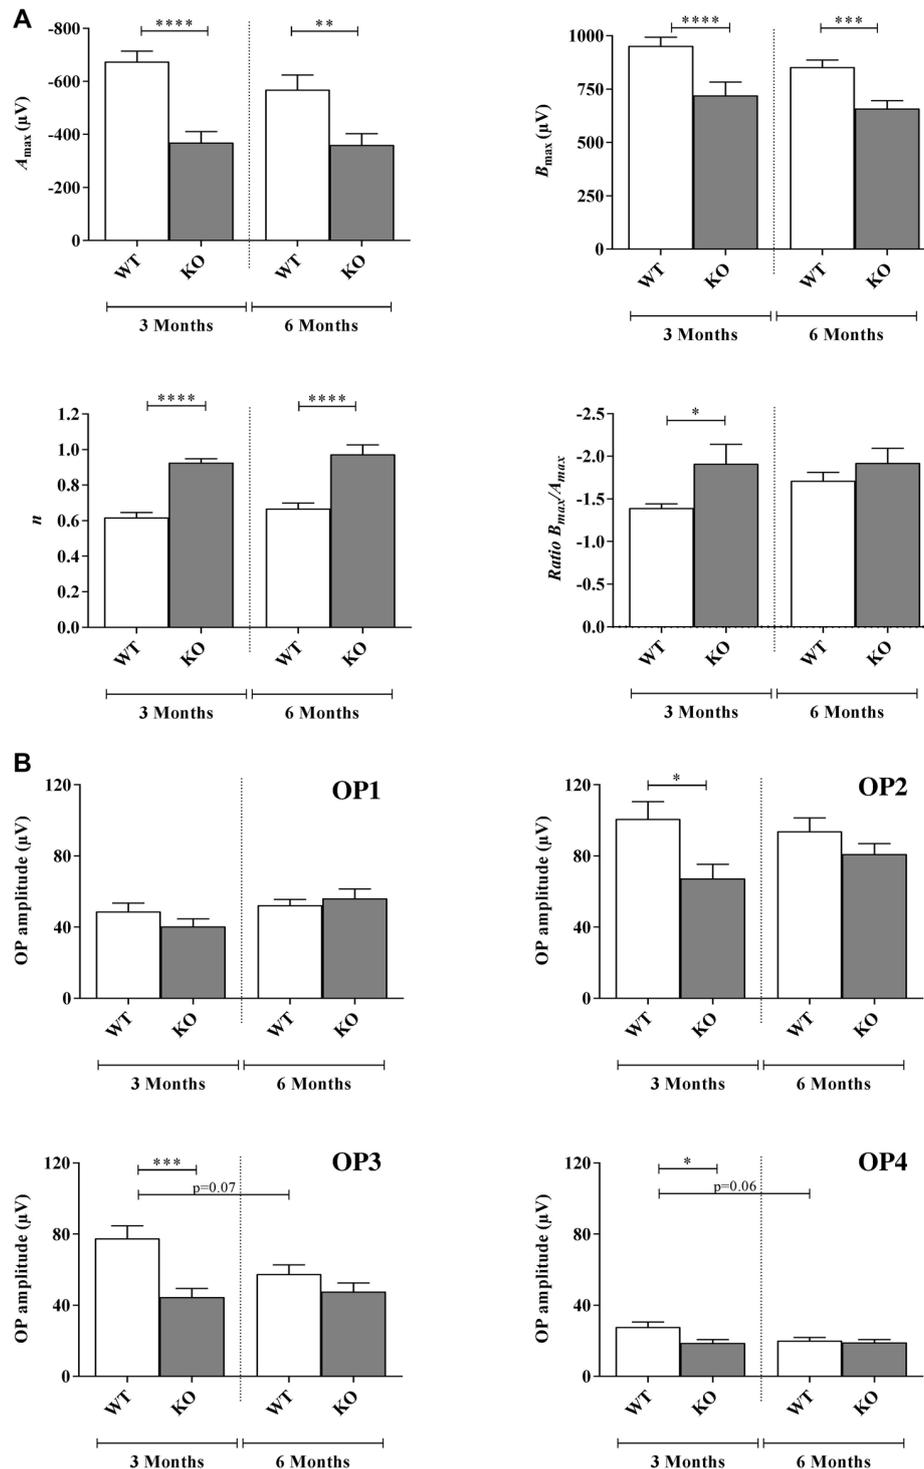 A
-800
-600
-400
-200
0
Amax (µV)
****
**
WT
KO
WT
KO
3 Months
6 Months
1000
750
500
250
0
Bmax (µV)
****
***
WT
KO
WT
KO
3 Months
6 Months
1.2
1.0
0.8
0.6
0.4
0.2
0.0
n
****
****
WT
KO
WT
KO
3 Months
6 Months
-2.5
-2.0
-1.5
-1.0
-0.5
0.0
Ratio Bmax/Amax
*
WT
KO
WT
KO
3 Months
6 Months
B
OP1
120
80
40
0
OP amplitude (µV)
WT
KO
WT
KO
3 Months
6 Months
OP2
120
80
40
0
OP amplitude (µV)
*
WT
KO
WT
KO
3 Months
6 Months
OP3
120
80
40
0
OP amplitude (µV)
***
p=0.07
WT
KO
WT
KO
3 Months
6 Months
OP4
120
80
40
0
OP amplitude (µV)
*
p=0.06
WT
KO
WT
KO
3 Months
6 Months